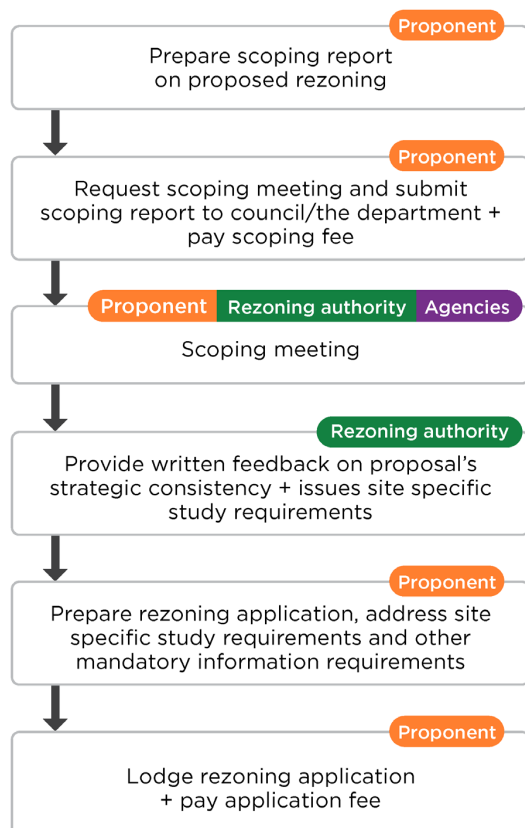 Proponent
Prepare scoping report
on proposed rezoning
Proponent
Request scoping meeting and submit
scoping report to council/the department +
pay scoping fee
Proponent Rezoning authority Agencies
Scoping meeting
Rezoning authority
Provide written feedback on proposal’s
strategic consistency + issues site specific
study requirements
Proponent
Prepare rezoning application, address site
specific study requirements and other
mandatory information requirements
Proponent
Lodge rezoning application
+ pay application fee